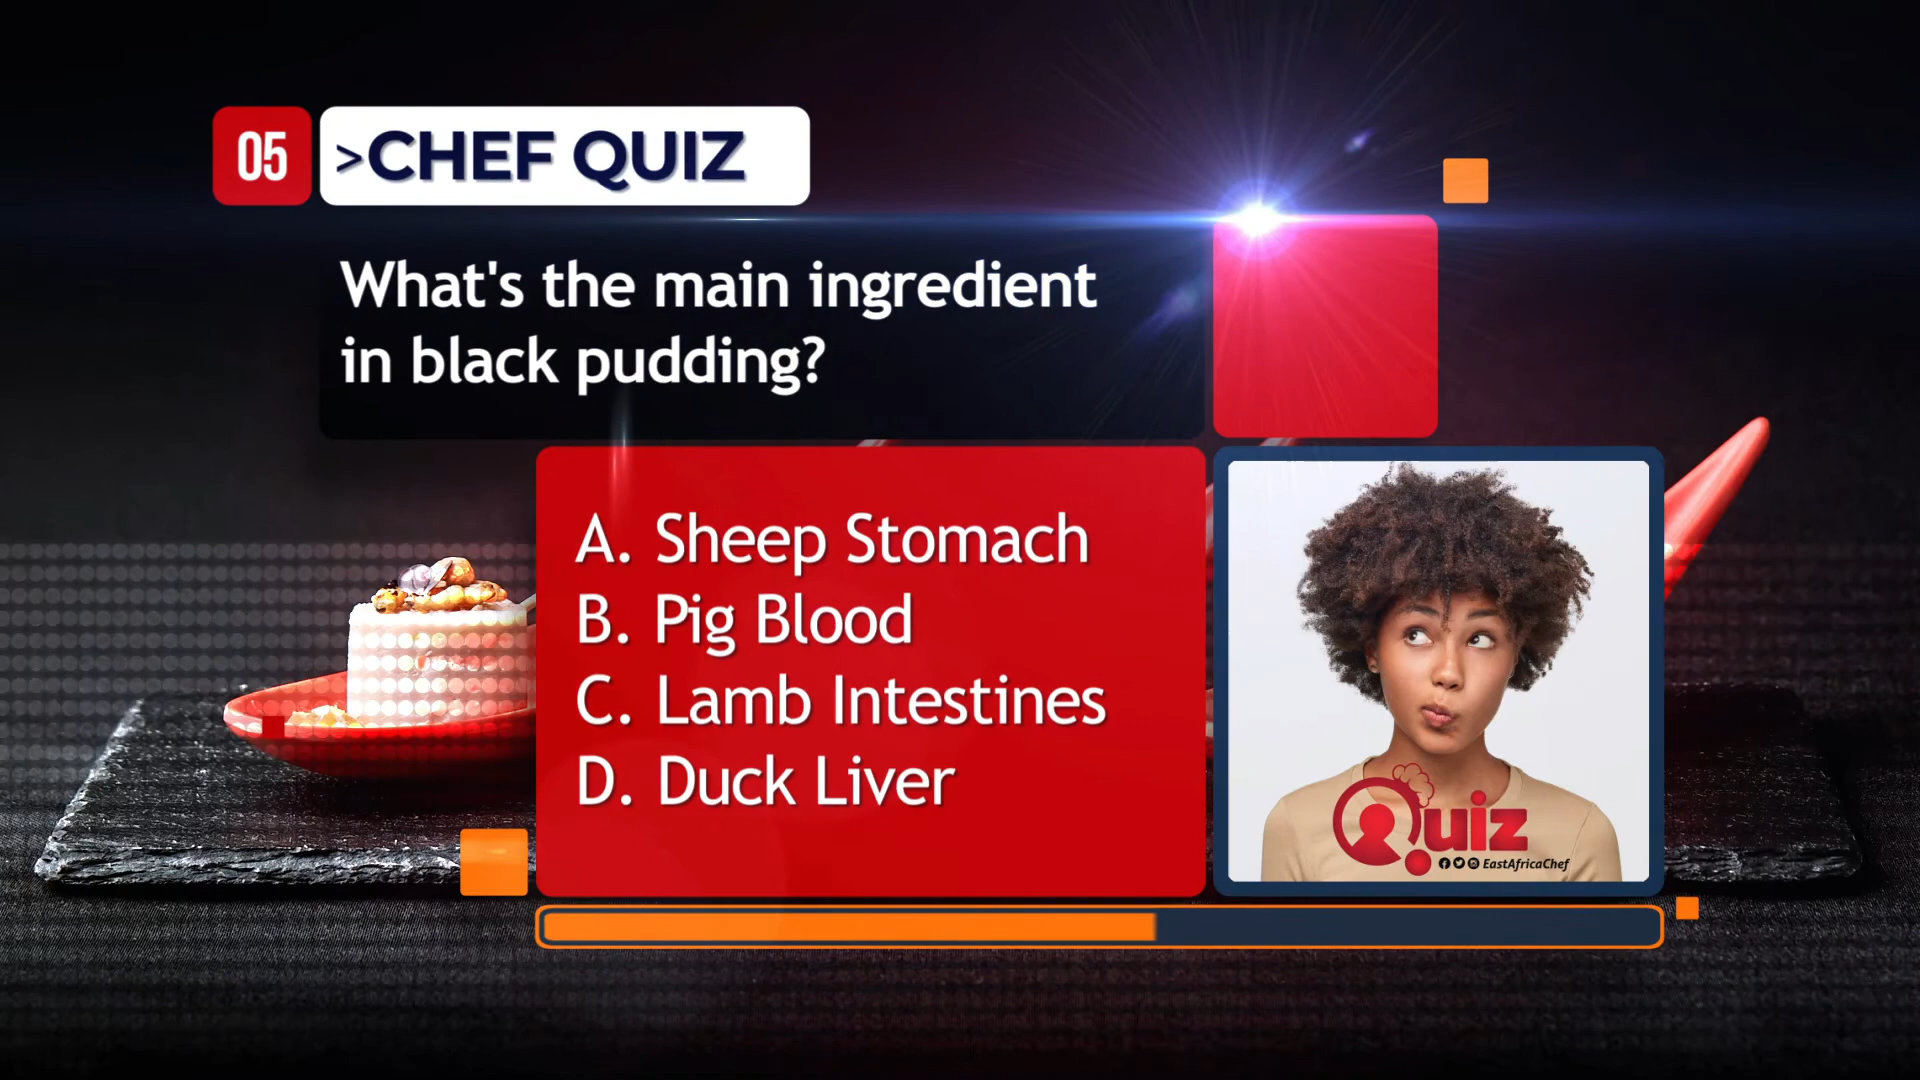 05
>CHEF QUIZ
What's the main ingredient
in black pudding?
A. Sheep Stomach
B. Pig Blood
C. Lamb Intestines
D. Duck Liver
Quiz
EastAfricaChef